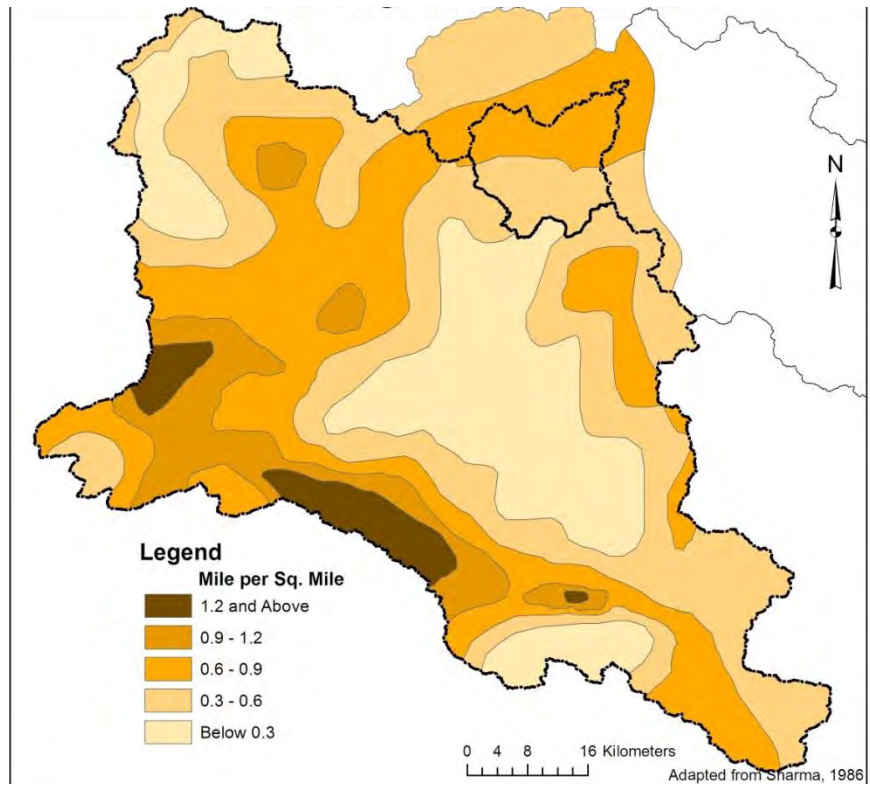 N
Legend
Mile per Sq. Mile
1.2 and Above
0.9 - 1.2
0.6 - 0.9
0.3 - 0.6
Below 0.3
0 4 8 16 Kilometers
Adapted from Sharma, 1986